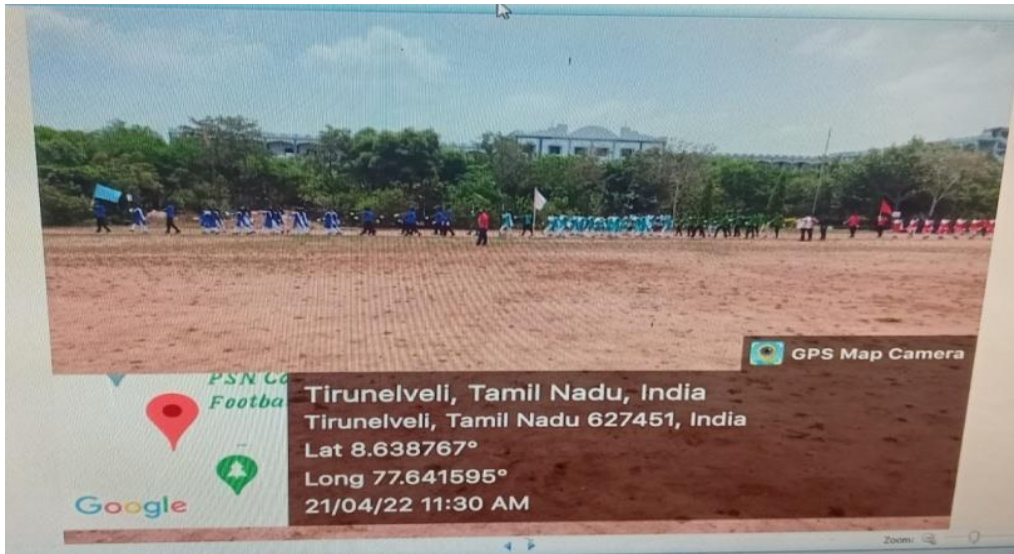 GPS Map Camera
PSN Co
Footba
Tirunelveli, Tamil Nadu, India
Tirunelveli, Tamil Nadu 627451, India
Lat 8.638767°
Long 77.641595°
21/04/22 11:30 AM
Google
Zoom: